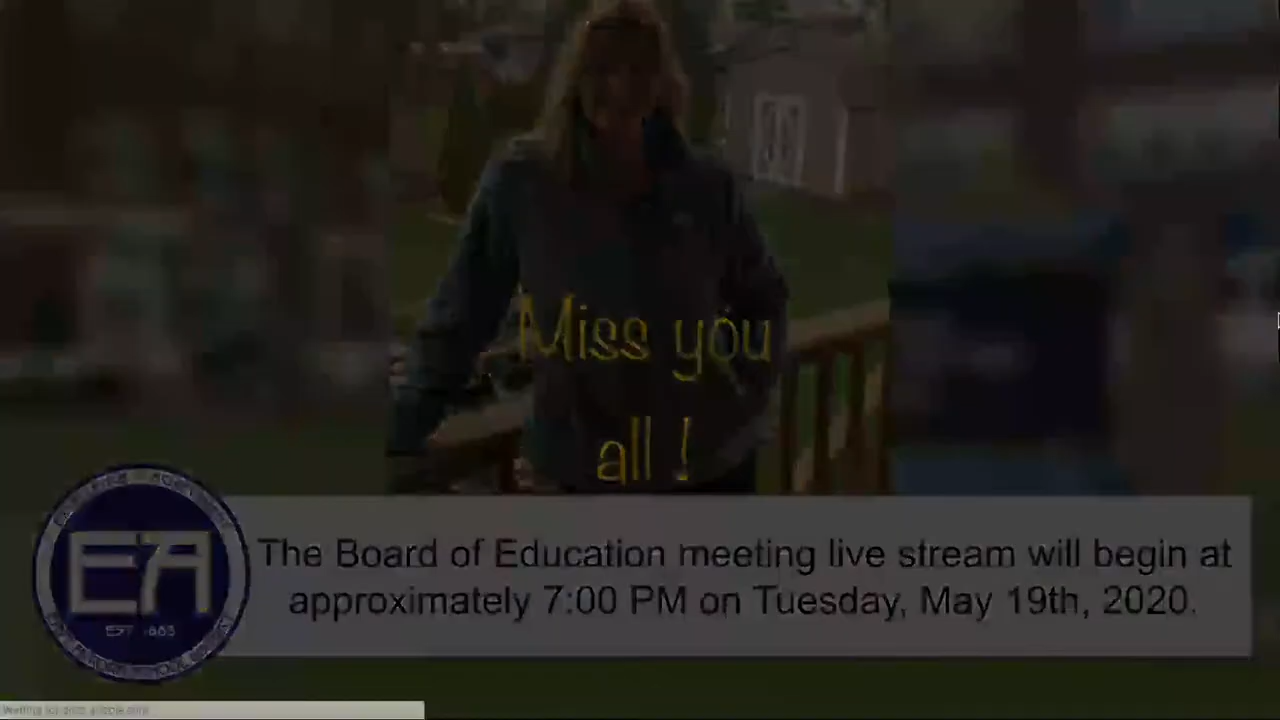 Miss you
all !
The Board of Education meeting live stream will begin at
approximately 7:00 PM on Tuesday, May 19th, 2020.
EA
EST